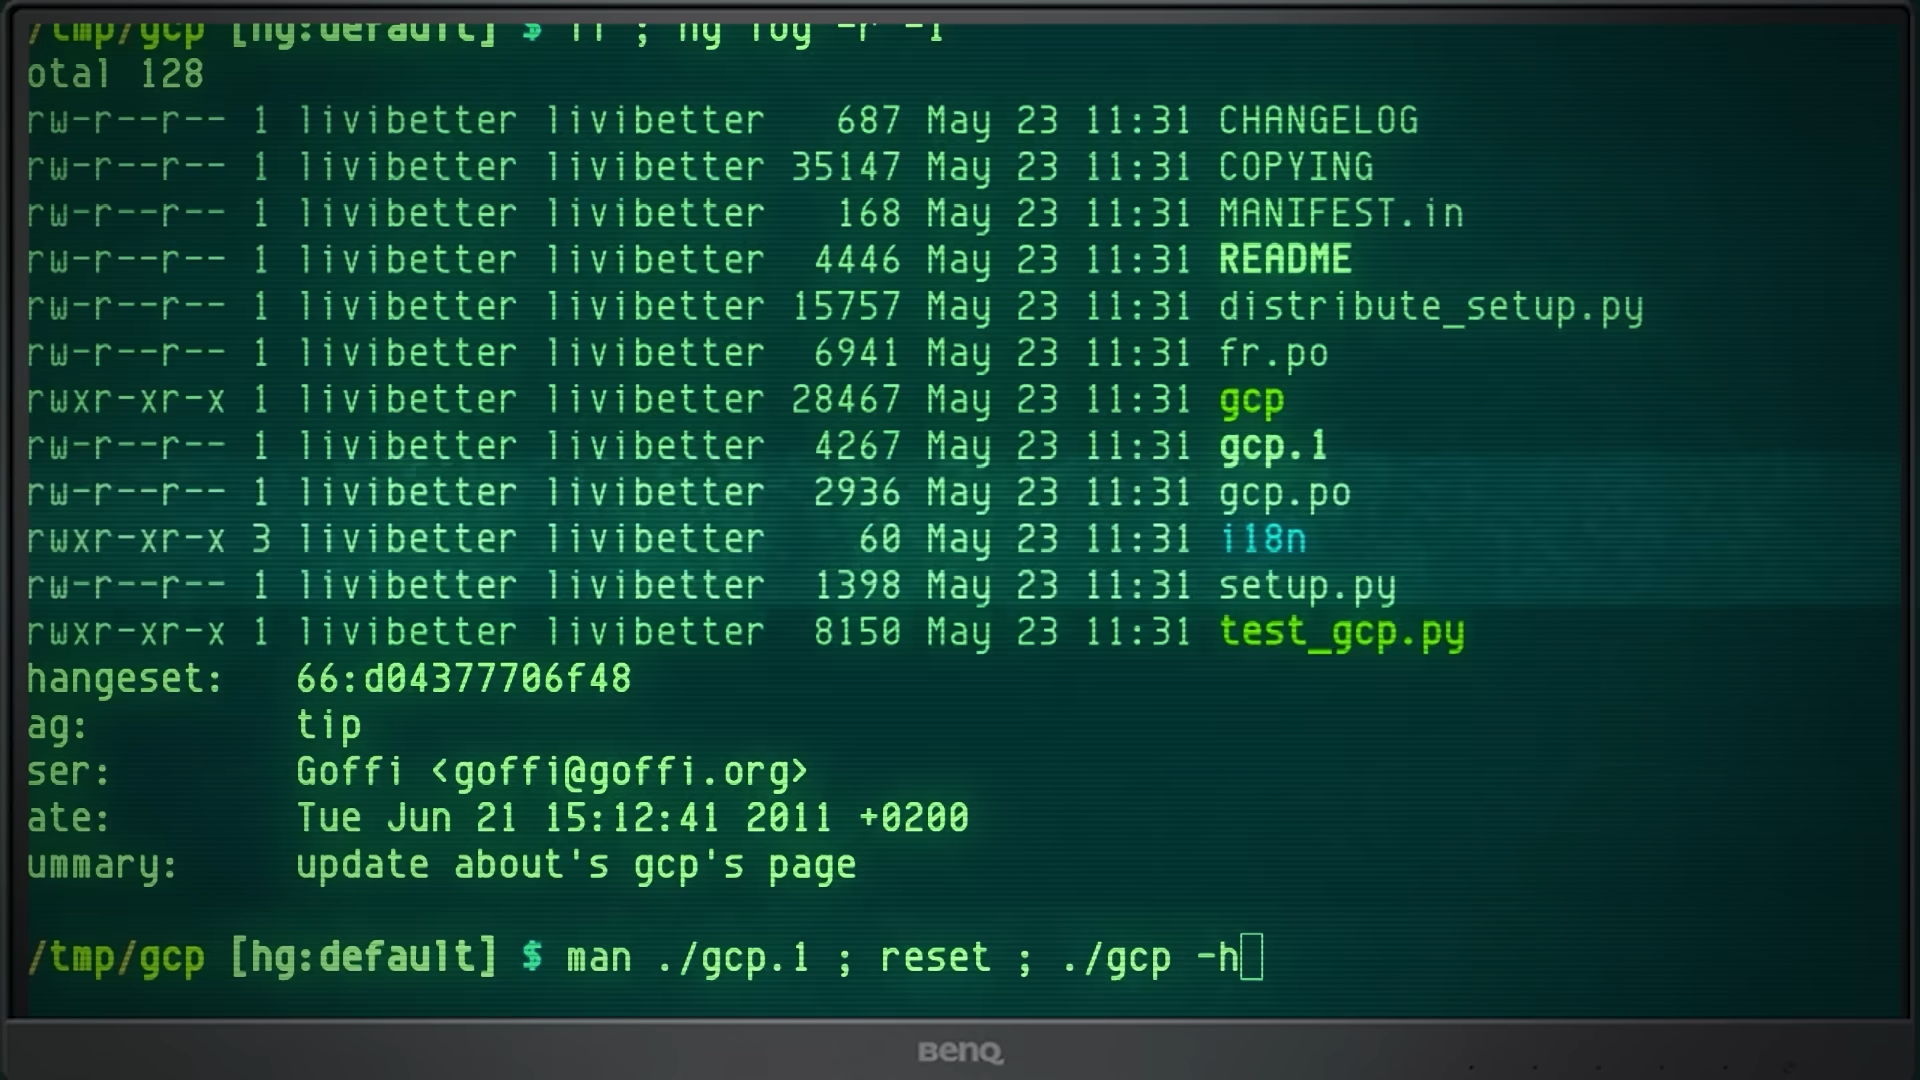 /tmp/gcp [hg:default] $ ll ; hg log -r -1
otal 128
rw-r--r-- 1 livibetter livibetter   687 May 23 11:31 CHANGELOG
rw-r--r-- 1 livibetter livibetter 35147 May 23 11:31 COPYING
rw-r--r-- 1 livibetter livibetter   168 May 23 11:31 MANIFEST.in
rw-r--r-- 1 livibetter livibetter  4446 May 23 11:31 README
rw-r--r-- 1 livibetter livibetter 15757 May 23 11:31 distribute_setup.py
rw-r--r-- 1 livibetter livibetter  6941 May 23 11:31 fr.po
rwxr-xr-x 1 livibetter livibetter 28467 May 23 11:31 gcp
rw-r--r-- 1 livibetter livibetter  4267 May 23 11:31 gcp.1
rw-r--r-- 1 livibetter livibetter  2936 May 23 11:31 gcp.po
rwxr-xr-x 3 livibetter livibetter    60 May 23 11:31 i18n
rw-r--r-- 1 livibetter livibetter  1398 May 23 11:31 setup.py
rwxr-xr-x 1 livibetter livibetter  8150 May 23 11:31 test_gcp.py
hangeset:   66:d04377706f48
ag:         tip
ser:        Goffi <goffi@goffi.org>
ate:        Tue Jun 21 15:12:41 2011 +0200
ummary:     update about's gcp's page
/tmp/gcp [hg:default] $ man ./gcp.1 ; reset ; ./gcp -h
BenQ